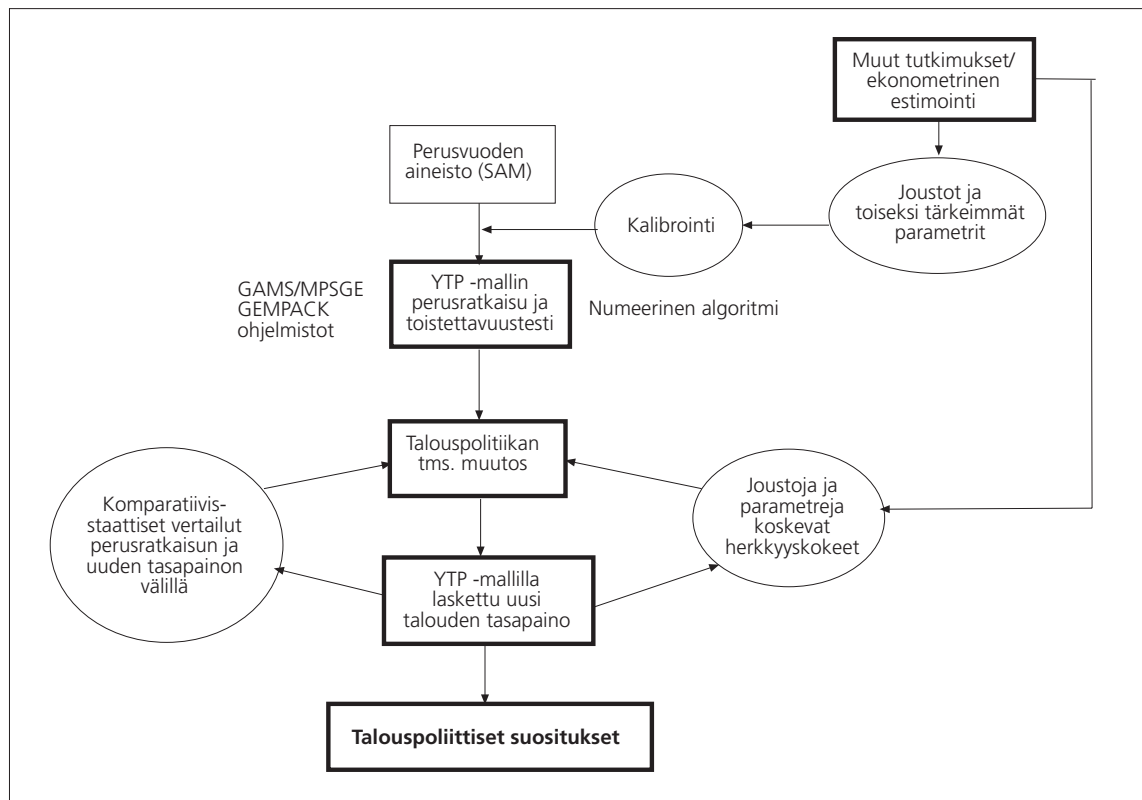 Muut tutkimukset/
ekonometrinen
estimointi
Perusvuoden
aineisto (SAM)
Joustot ja
toiseksi tärkeimmät
parametrit
Kalibrointi
GAMS/MPSGE
GEMPACK
ohjelmistot
YTP -mallin
perusratkaisu ja
toistettavuustesti
Numeerinen algoritmi
Talouspolitiikan
tms. muutos
Komparatiivis-
staattiset vertailut
perusratkaisun ja
uuden tasapainon
välillä
Joustoja ja
parametreja
koskevat
herkkyyskokeet
YTP -mallilla
laskettu uusi
talouden tasapaino
Talouspoliittiset suositukset